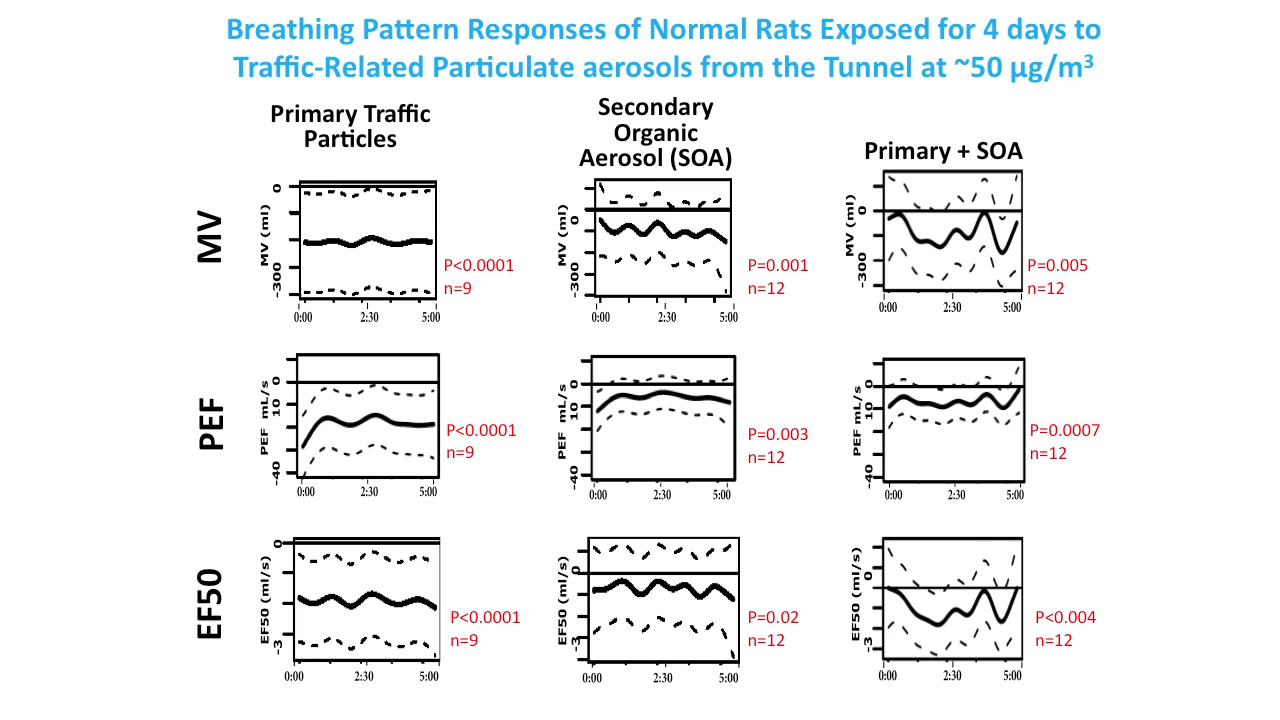 Breathing Pattern Responses of Normal Rats Exposed for 4 days to
Traffic-Related Particulate aerosols from the Tunnel at ~50 µg/m³
Primary Traffic
Particles
Secondary
Organic
Aerosol (SOA)
Primary + SOA
MV
MV (ml)
0
-300
0:00
2:30
5:00
P<0.0001
n=9
MV (ml)
0
-300
0:00
2:30
5:00
P=0.001
n=12
MV (ml)
0
-300
0:00
2:30
5:00
P=0.005
n=12
PEF
PEF mL/s
0
10
-40
0:00
2:30
5:00
P<0.0001
n=9
PEF mL/s
0
10
-40
0:00
2:30
5:00
P=0.003
n=12
PEF mL/s
0
10
-40
0:00
2:30
5:00
P=0.0007
n=12
EF50
EF50 (ml/s)
0
-3
0:00
2:30
5:00
P<0.0001
n=9
EF50 (ml/s)
0
-3
0:00
2:30
5:00
P=0.02
n=12
EF50 (ml/s)
0
-3
0:00
2:30
5:00
P<0.004
n=12